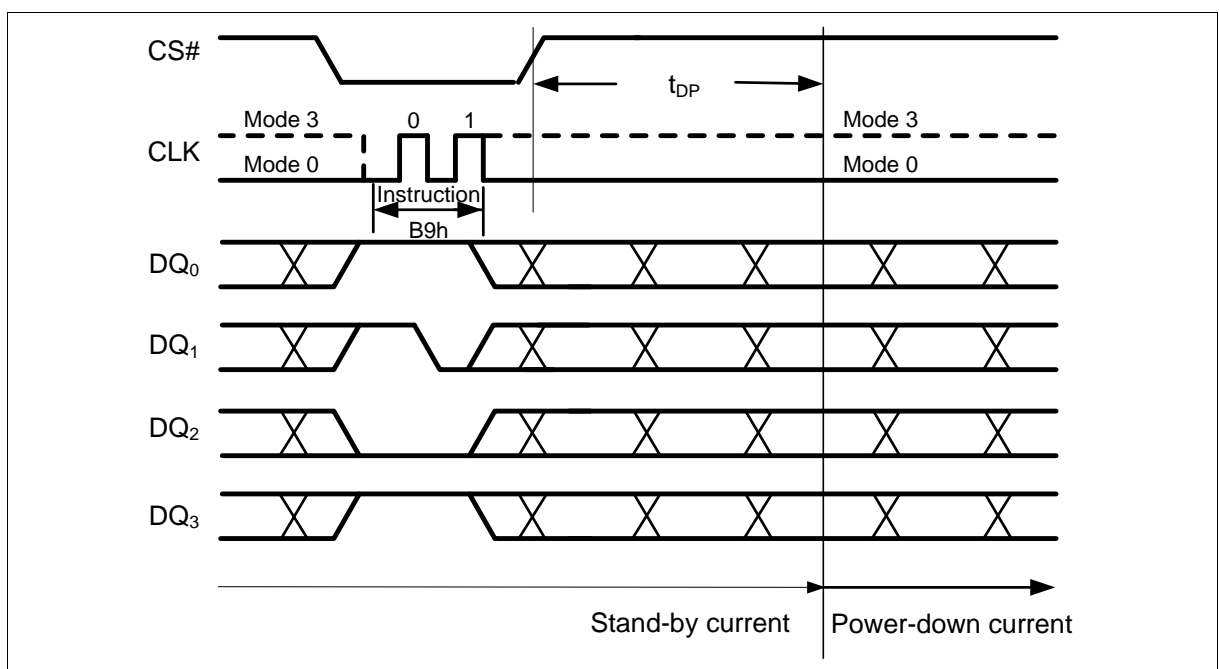 CS#
tDP
CLK
Mode 3 0 1 Mode 3
Mode 0 Mode 0
Instruction
B9h
DQ0
DQ1
DQ2
DQ3
Stand-by current Power-down current